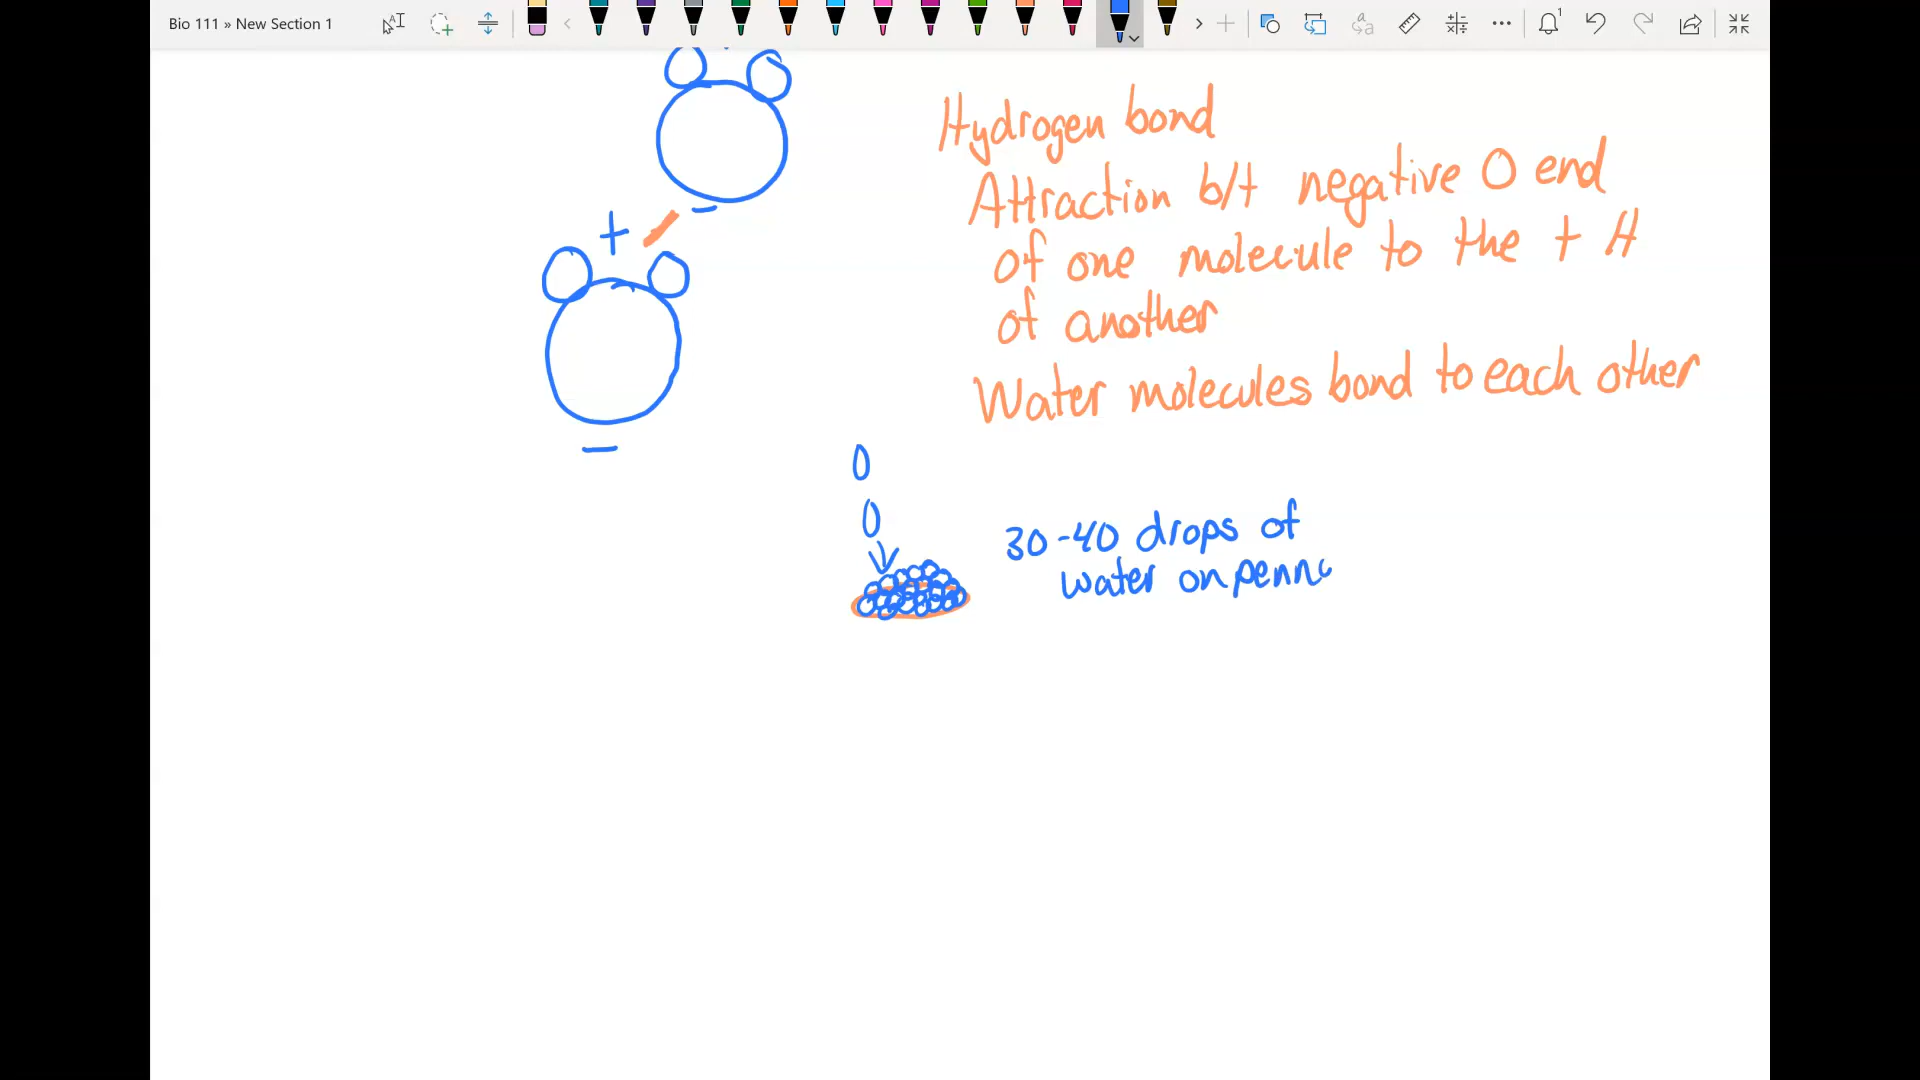 Bio 111 » New Section 1
Hydrogen bond
Attraction b/t negative O end
of one molecule to the + H
of another
Water molecules bond to each other
+
−
−
30-40 drops of
water on penn